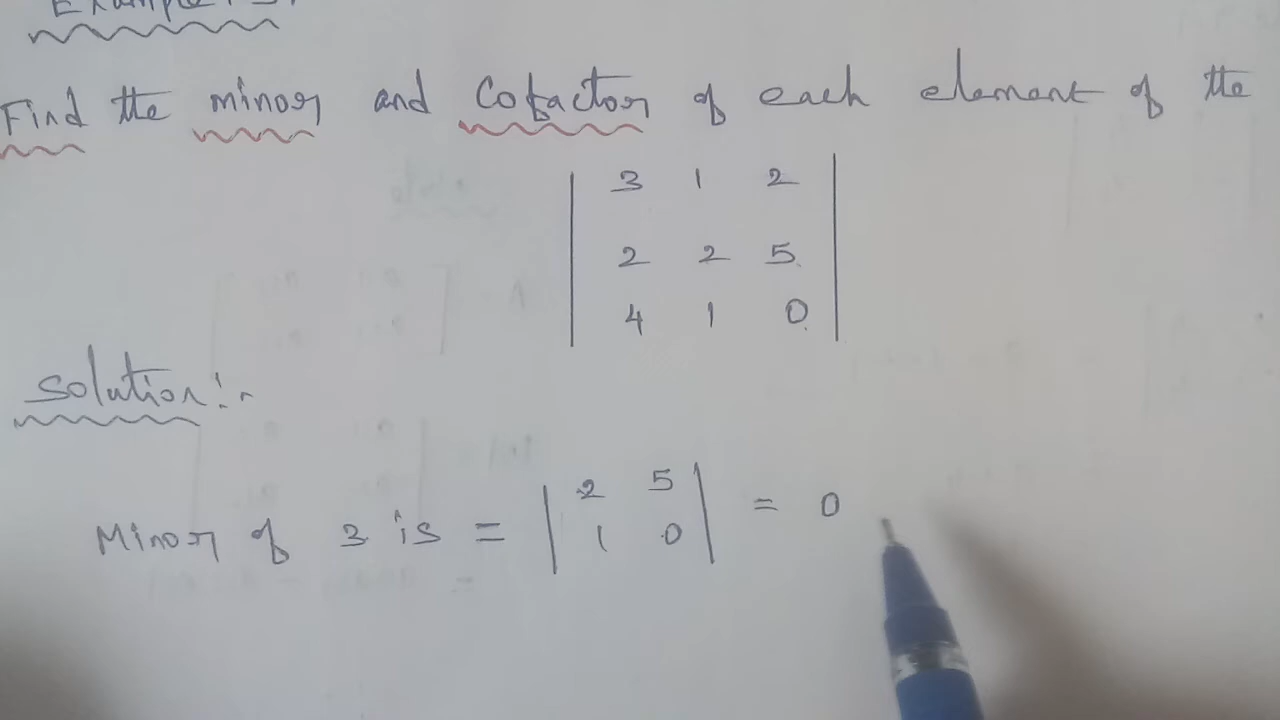 Find the minor and Cofactor of each element of the
3 1 2
2 2 5
4 1 0
Solution:-
Minor of 3 is = | 2 5 | = 0
| 1 0 |